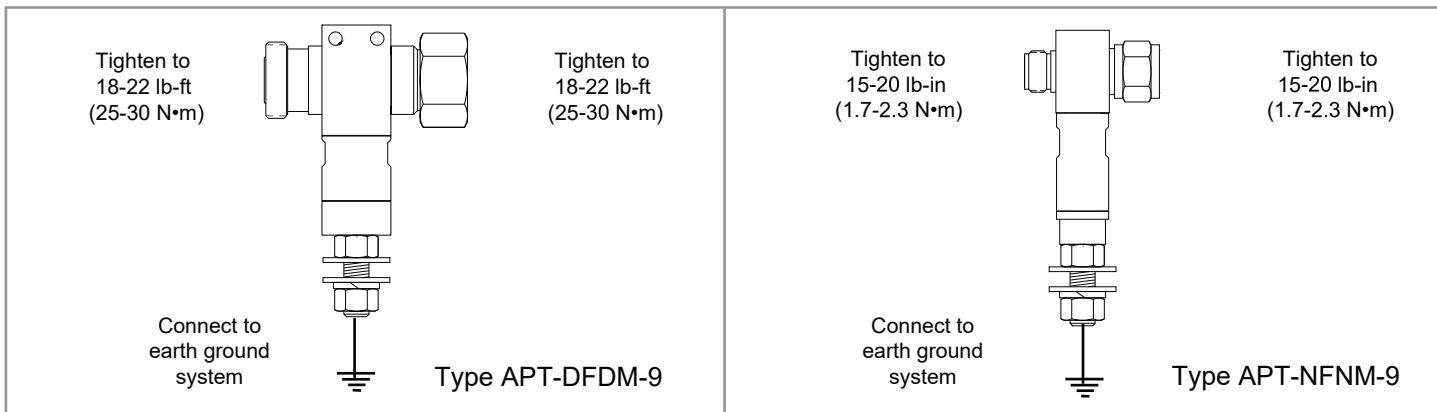 Tighten to
18-22 lb-ft
(25-30 N•m)
Tighten to
18-22 lb-ft
(25-30 N•m)
Connect to
earth ground
system
Type APT-DFDM-9
Tighten to
15-20 lb-in
(1.7-2.3 N•m)
Tighten to
15-20 lb-in
(1.7-2.3 N•m)
Connect to
earth ground
system
Type APT-NFNM-9